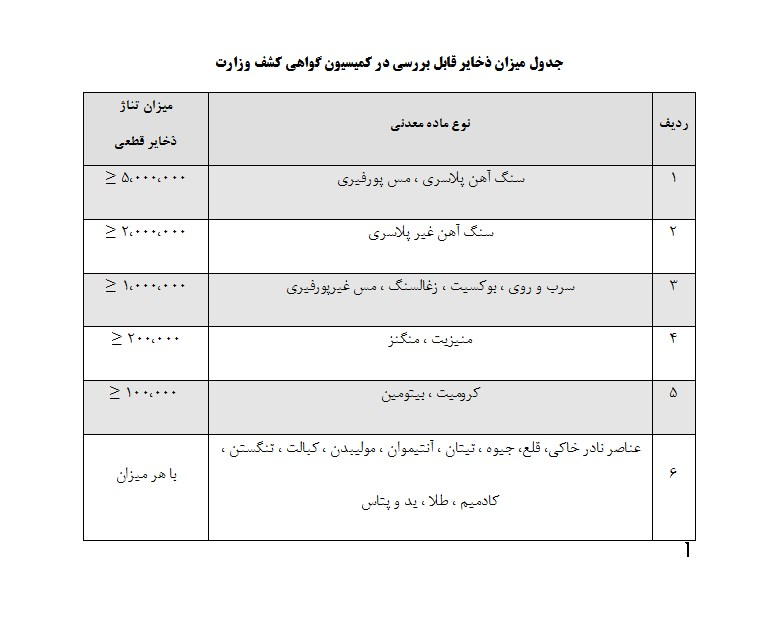 جدول میزان ذخایر قابل بررسی در کمیسیون گواهی کشف وزارت
ردیف نوع ماده معدنی میزان تناژ
ذخایر قطعی
۱ سنگ آهن پلاسری ، مس پورفیری ۵،۰۰۰،۰۰۰ ≤
۲ سنگ آهن غیر پلاسری ۲،۰۰۰،۰۰۰ ≤
۳ سرب و روی ، بوکسیت ، زغالسنگ ، مس غیرپورفیری ۱،۰۰۰،۰۰۰ ≤
۴ منیزیت ، منگنز ۲۰۰،۰۰۰ ≤
۵ کرومیت ، بیتومین ۱۰۰،۰۰۰ ≤
۶ عناصر نادر خاکی، قلع، جیوه ، تیتان ، آنتیموان ، مولیبدن ، کبالت ، تنگستن ،
کادمیم ، طلا ، ید و پتاس با هر میزان